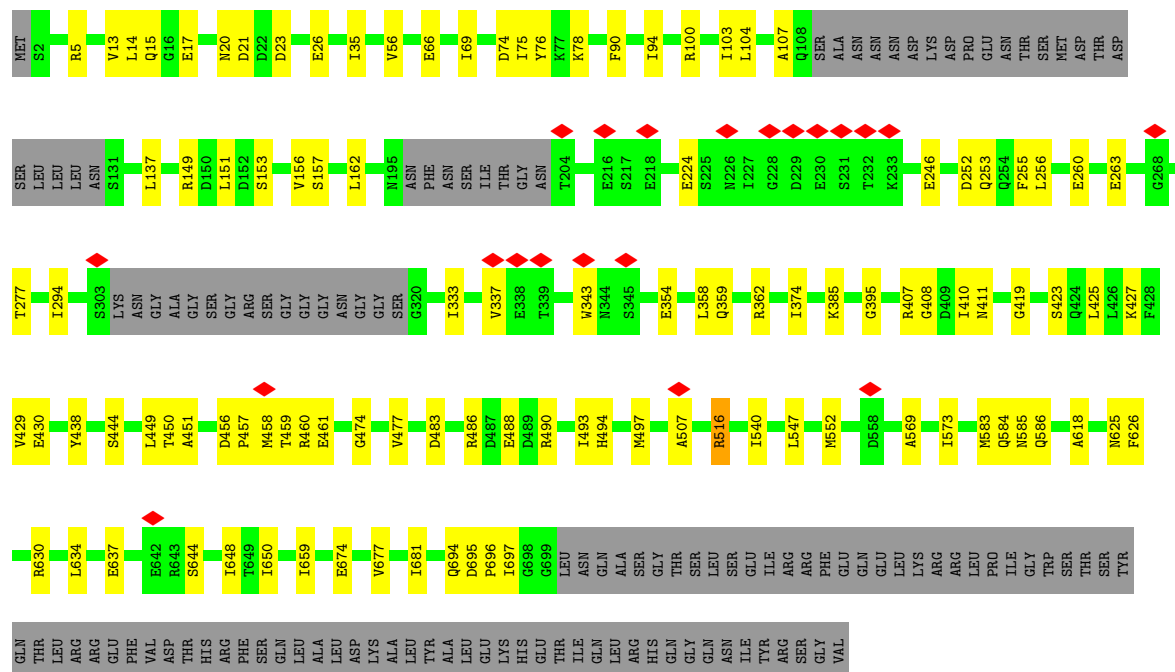 MET S2 R5 V13 L14 Q15 G16 E17 N20 D21 D22 D23 E26 I35 V56 E66 I69 D74 I75 Y76 K77 K78 F90 I94 R100 I103 L104 A107 Q108 SER ALA ASN ASN ASN ASP LYS ASP PRO GLU ASN THR SER MET ASP THR ASP
SER LEU LEU LEU ASN S131 L137 R149 D150 L151 D152 S153 V156 S157 L162 N195 ASN PHE ASN SER ILE THR GLY ASN T204 E216 S217 E218 E224 S225 N226 I227 G228 D229 E230 S231 T232 K233 E246 D252 Q253 Q254 F255 L256 E260 E263 G268
T277 I294 S303 LYS ASN GLY ALA GLY SER GLY ARG SER GLY GLY GLY ASN GLY GLY SER G320 I333 V337 E338 T339 W343 N344 S345 E354 L358 Q359 R362 I374 K385 G395 R407 G408 D409 I410 N411 G419 S423 Q424 L425 L426 K427 F428
V429 E430 Y438 S444 L449 T450 A451 D456 P457 M458 T459 R460 E461 G474 V477 D483 R486 D487 E488 D489 R490 I493 H494 M497 A507 R516 I540 L547 M552 D558 A569 I573 M583 Q584 N585 Q586 A618 N625 F626
R630 L634 E637 E642 R643 S644 I648 T649 I650 I659 E674 V677 I681 Q694 D695 P696 I697 G698 G699 LEU ASN GLN ALA SER GLY THR SER LEU SER GLU ILE ARG ARG PHE GLU GLN GLU LEU LYS ARG ARG LEU PRO ILE GLY TRP SER THR SER TYR
GLN THR LEU ARG ARG GLU PHE VAL ASP THR HIS ARG PHE SER GLN LEU ALA LEU ASP LYS ALA LEU TYR ALA LEU GLU LYS HIS GLU THR ILE GLN LEU ARG HIS GLN GLY GLN ASN ILE TYR ARG SER GLY VAL